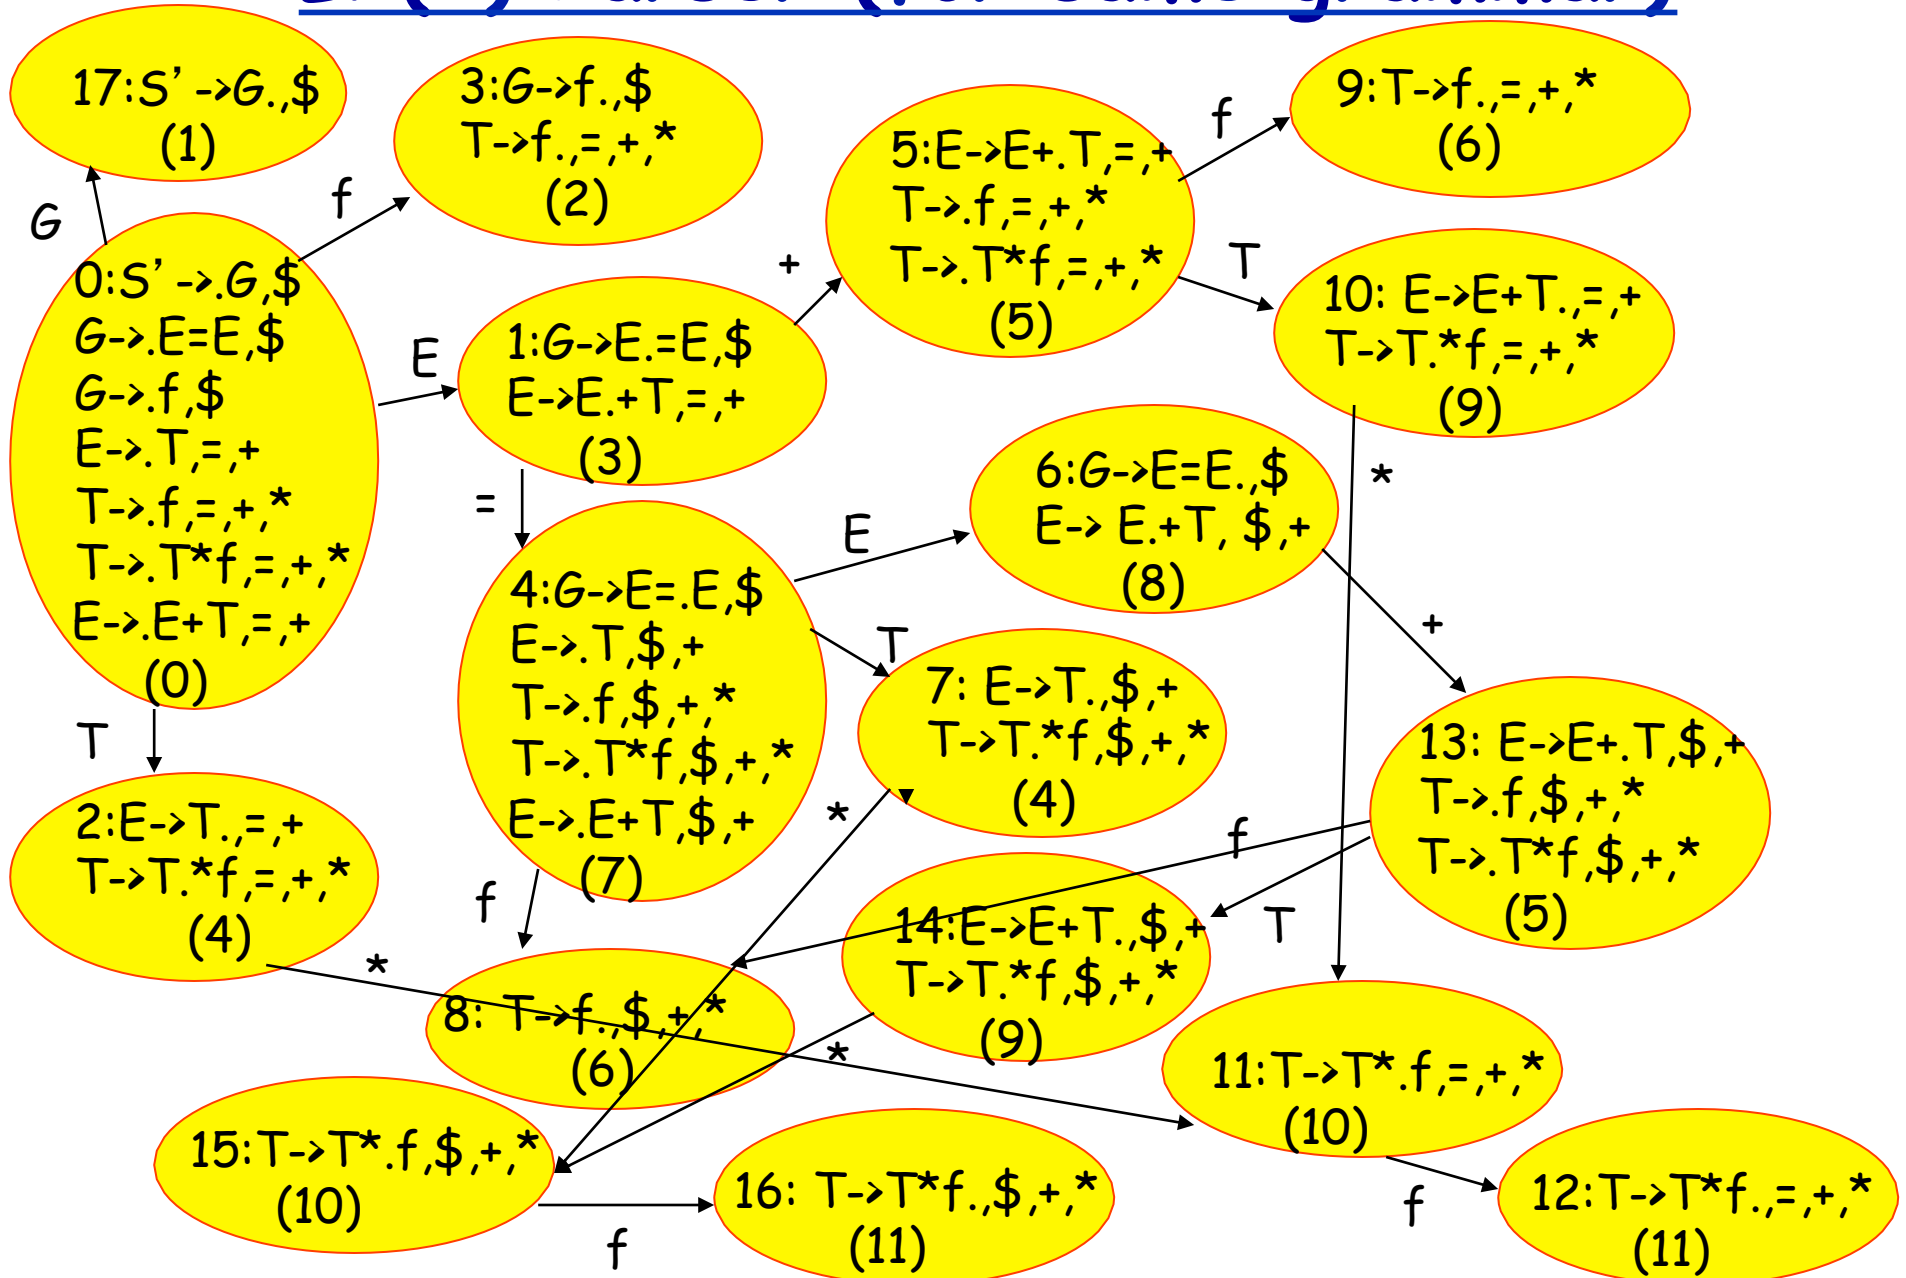 17:S' ->G.,$
(1)
3:G->f.,$
T->f.,=,+,*
(2)
5:E->E+.T,=,+
T->.f,=,+,*
T->.T*f,=,+,*
(5)
9:T->f.,=,+,*
(6)
G
f
+
f
T
0:S' ->.G,$
G->.E=E,$
G->.f,$
E->.T,=,+
T->.f,=,+,*
T->.T*f,=,+,*
E->.E+T,=,+
(0)
E
1:G->E.=E,$
E->E.+T,=,+
(3)
10: E->E+T.,=,+
T->T.*f,=,+,*
(9)
=
E
*
6:G->E=E.,$
E-> E.+T, $,+
(8)
+
4:G->E=.E,$
E->.T,$,+
T->.f,$,+,*
T->.T*f,$,+,*
E->.E+T,$,+
(7)
T
7: E->T.,$,+
T->T.*f,$,+,*
(4)
13: E->E+.T,$,+
T->.f,$,+,*
T->.T*f,$,+,*
(5)
T
2:E->T.,=,+
T->T.*f,=,+,*
(4)
*
f
f
T
*
14:E->E+T.,$,+
T->T.*f,$,+,*
(9)
8: T->f.,$,+,*
(6)
*
11:T->T*.f,=,+,*
(10)
15:T->T*.f,$,+,*
(10)
f
16: T->T*f.,$,+,*
(11)
f
12:T->T*f.,=,+,*
(11)